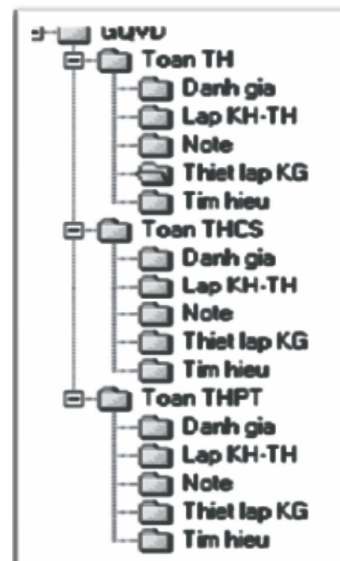 GQVD
Toan TH
Danh gia
Lap KH-TH
Note
Thiet lap KG
Tim hieu
Toan THCS
Danh gia
Lap KH-TH
Note
Thiet lap KG
Tim hieu
Toan THPT
Danh gia
Lap KH-TH
Note
Thiet lap KG
Tim hieu